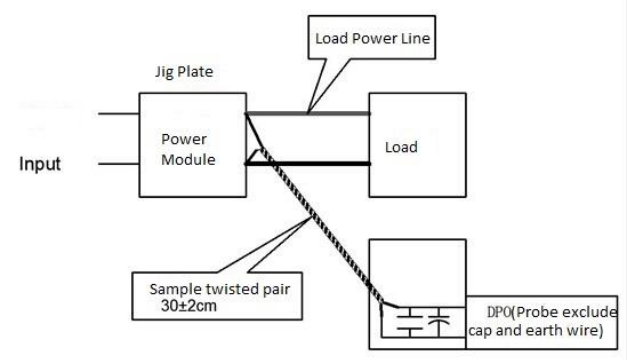 Load Power Line
Jig Plate
Power
Module
Load
Input
Sample twisted pair
30±2cm
DPO(Probe exclude
cap and earth wire)